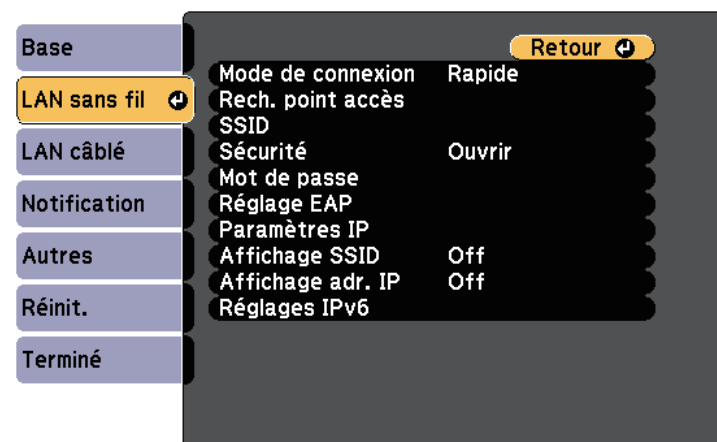 Base
LAN sans fil
LAN câblé
Notification
Autres
Réinit.
Terminé
Retour
Mode de connexion Rapide
Rech. point accès
SSID
Sécurité Ouvrir
Mot de passe
Réglage EAP
Paramètres IP
Affichage SSID Off
Affichage adr. IP Off
Réglages IPv6